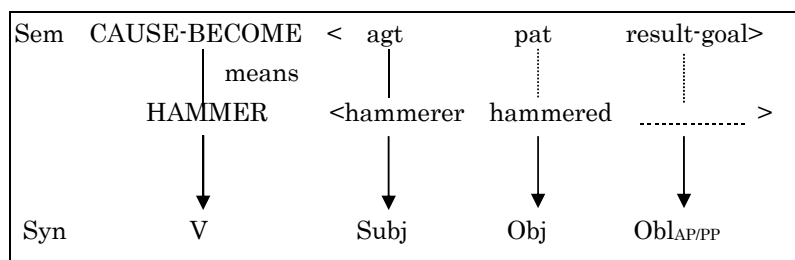 Sem CAUSE-BECOME < agt pat result-goal>
means
HAMMER <hammerer hammered >
Syn V Subj Obj OblAP/PP